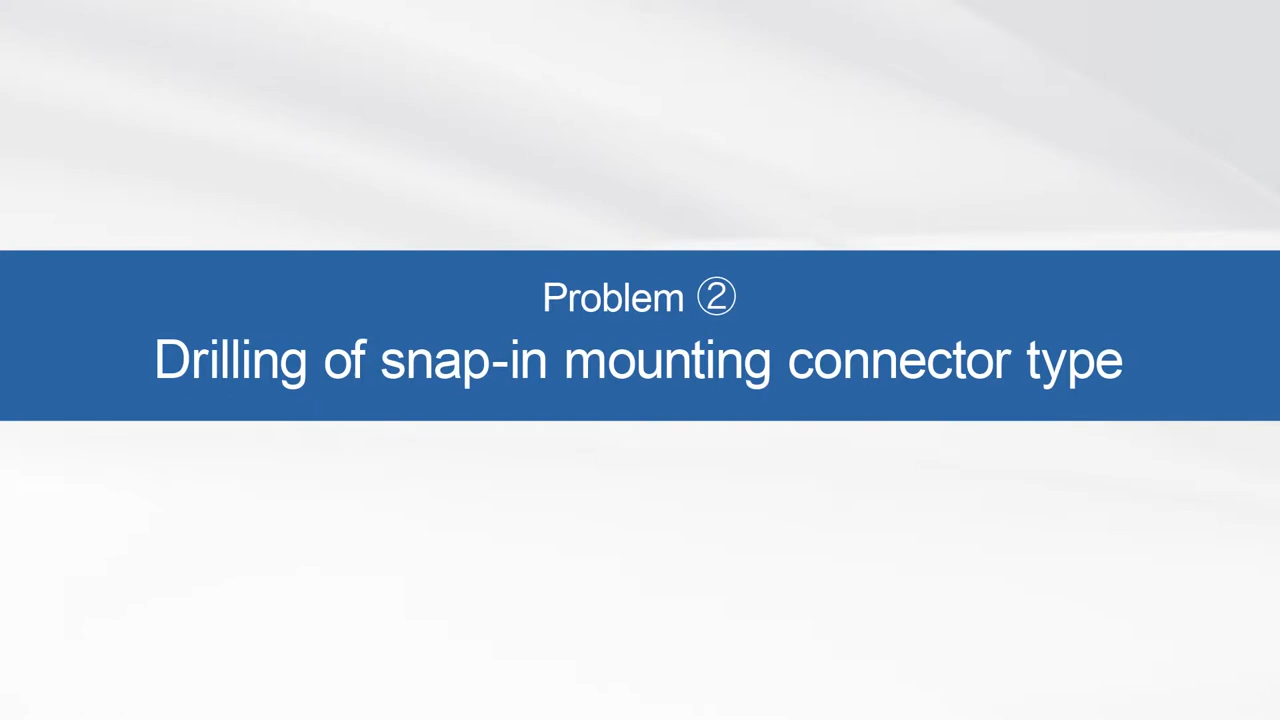 Problem ②
Drilling of snap-in mounting connector type